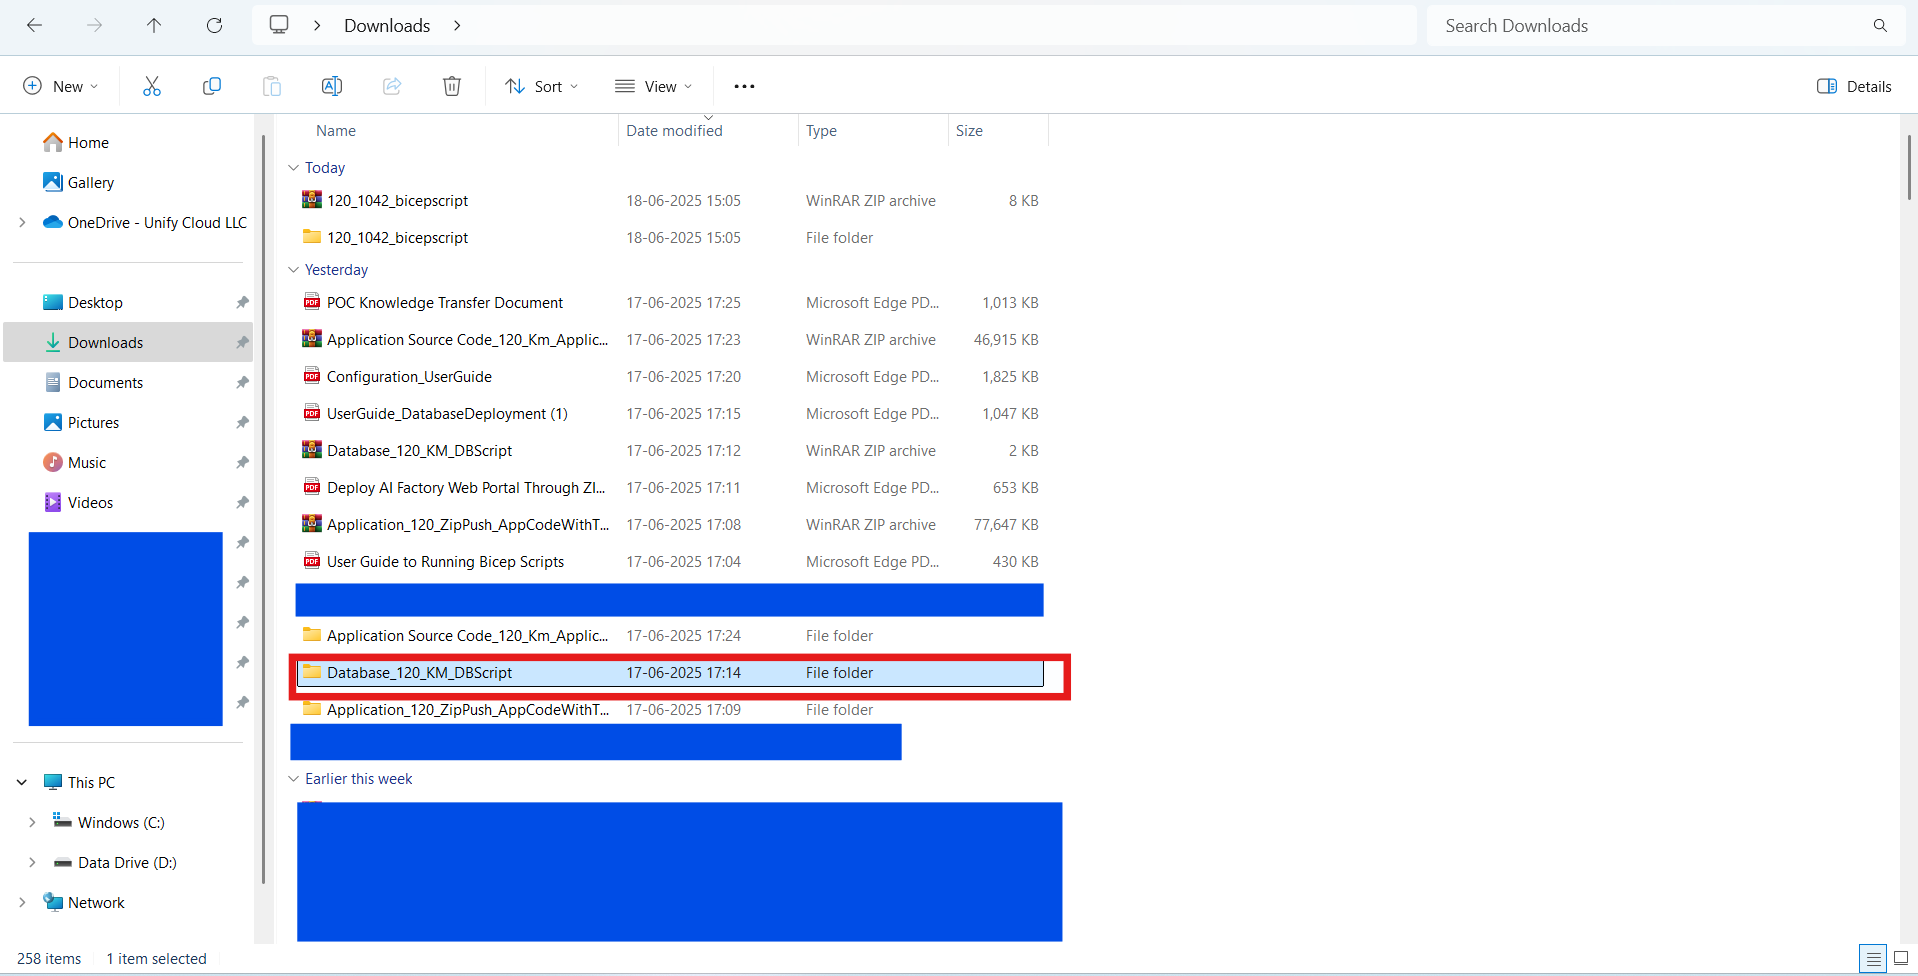 Downloads
Search Downloads
New
Sort
View
Details
Home
Gallery
OneDrive - Unify Cloud LLC
Desktop
Downloads
Documents
Pictures
Music
Videos
This PC
Windows (C:)
Data Drive (D:)
Network
Name Date modified Type Size
Today
120_1042_bicepscript 18-06-2025 15:05 WinRAR ZIP archive 8 KB
120_1042_bicepscript 18-06-2025 15:05 File folder
Yesterday
POC Knowledge Transfer Document 17-06-2025 17:25 Microsoft Edge PD... 1,013 KB
Application Source Code_120_Km_Applic... 17-06-2025 17:23 WinRAR ZIP archive 46,915 KB
Configuration_UserGuide 17-06-2025 17:20 Microsoft Edge PD... 1,825 KB
UserGuide_DatabaseDeployment (1) 17-06-2025 17:15 Microsoft Edge PD... 1,047 KB
Database_120_KM_DBScript 17-06-2025 17:12 WinRAR ZIP archive 2 KB
Deploy AI Factory Web Portal Through ZI... 17-06-2025 17:11 Microsoft Edge PD... 653 KB
Application_120_ZipPush_AppCodeWithT... 17-06-2025 17:08 WinRAR ZIP archive 77,647 KB
User Guide to Running Bicep Scripts 17-06-2025 17:04 Microsoft Edge PD... 430 KB
Application Source Code_120_Km_Applic... 17-06-2025 17:24 File folder
Database_120_KM_DBScript 17-06-2025 17:14 File folder
Application_120_ZipPush_AppCodeWithT... 17-06-2025 17:09 File folder
Earlier this week
258 items 1 item selected